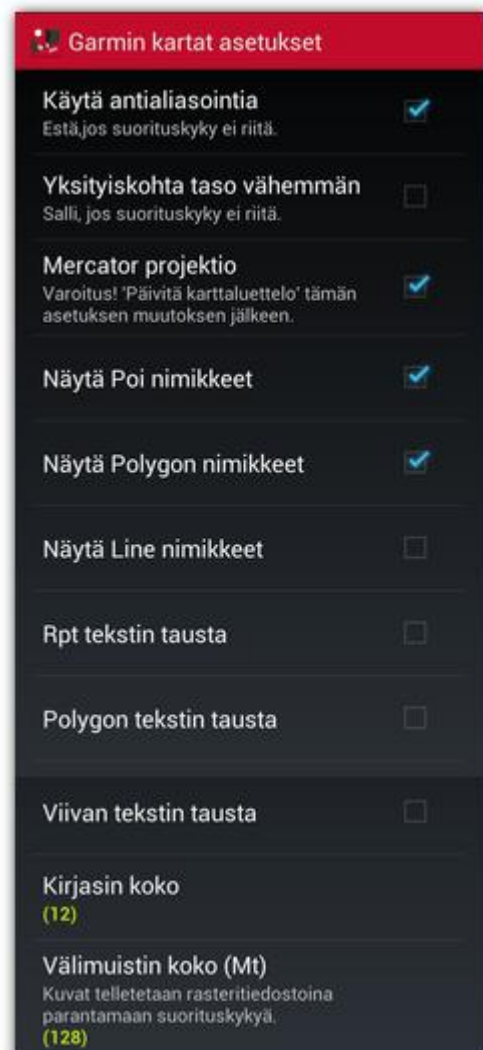 Garmin kartat asetukset
Käytä antialiasointia
Estä,jos suorituskyky ei riitä.
Yksityiskohta taso vähemmän
Salli, jos suorituskyky ei riitä.
Mercator projektio
Varoitus! 'Päivitä karttaluettelo' tämän
asetuksen muutoksen jälkeen.
Näytä Poi nimikkeet
Näytä Polygon nimikkeet
Näytä Line nimikkeet
Rpt tekstin tausta
Polygon tekstin tausta
Viivan tekstin tausta
Kirjasin koko
(12)
Välimuistin koko (Mt)
Kuvat telletetaan rasteritiedostoina
parantamaan suorituskykyä.
(128)